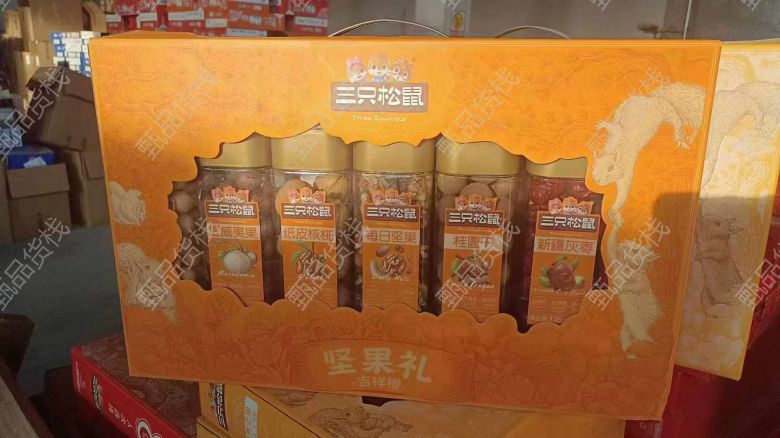 三只松鼠
Three Squirrels
三只松鼠
夏威夷果
Macadamia
三只松鼠
纸皮核桃
三只松鼠
每日坚果
Daily Nuts
三只松鼠
桂圆干
Longan
三只松鼠
新疆灰枣
坚果礼
吉祥橙
甄品货栈